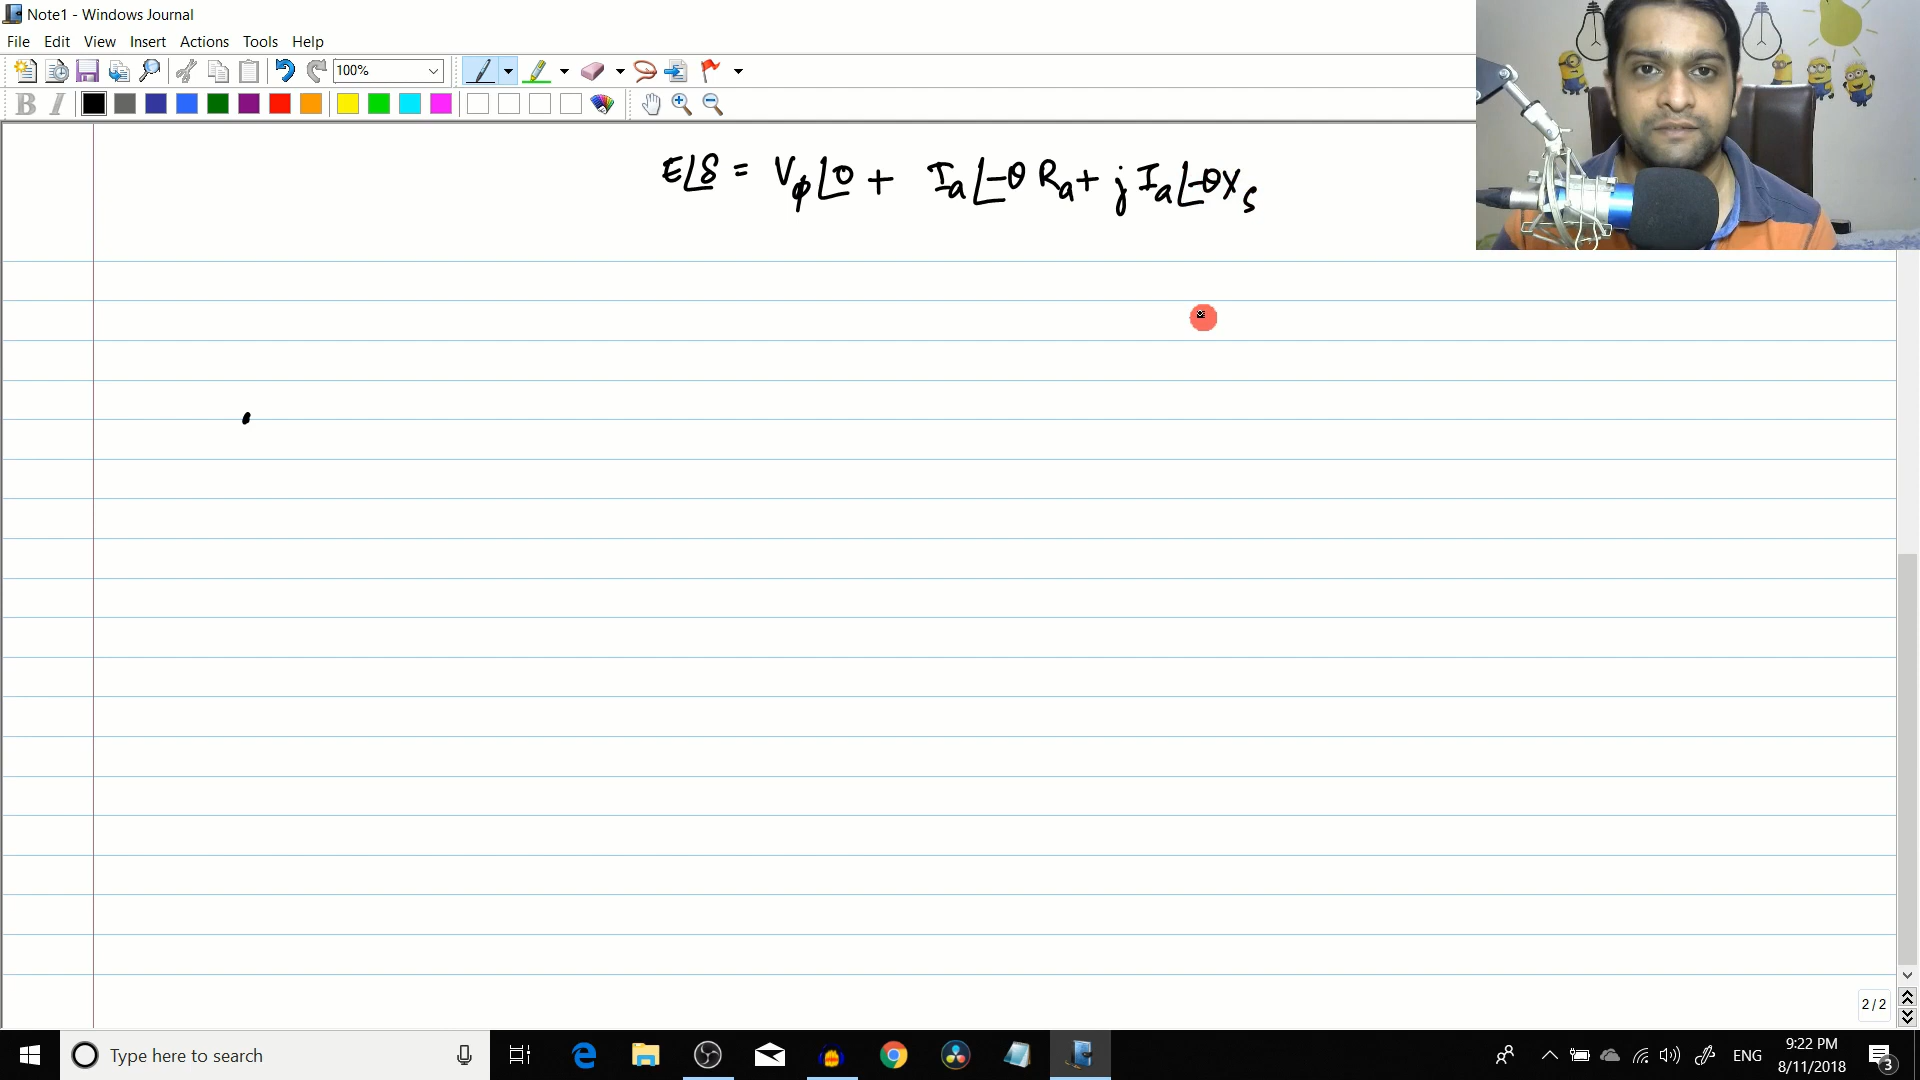 Note1 - Windows Journal
File Edit View Insert Actions Tools Help
100%
B I
E∠δ = Vϕ∠0 + Ia∠-θ Ra + j Ia∠-θ Xs
2 / 2
Type here to search
ENG
9:22 PM
8/11/2018
3